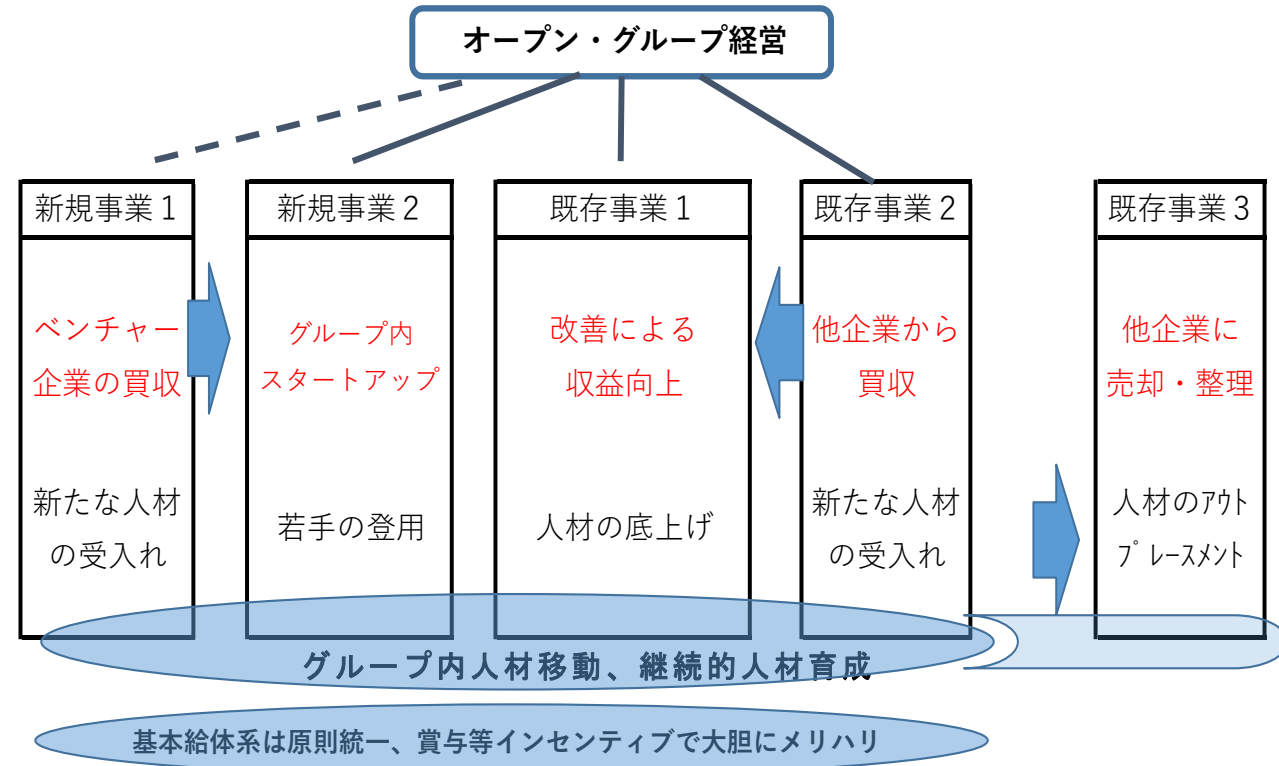 オープン・グループ経営
新規事業１
新規事業２
既存事業１
既存事業２
既存事業３
ベンチャー
企業の買収
グループ内
スタートアップ
改善による
収益向上
他企業から
買収
他企業に
売却・整理
新たな人材
の受入れ
若手の登用
人材の底上げ
新たな人材
の受入れ
人材のｱｳﾄ
ﾌﾟﾚｰｽﾒﾝﾄ
グループ内人材移動、継続的人材育成
基本給体系は原則統一、賞与等インセンティブで大胆にメリハリ